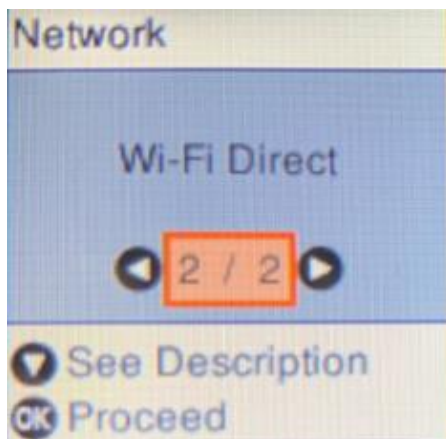 Network
Wi-Fi Direct
2 / 2
See Description
OK Proceed